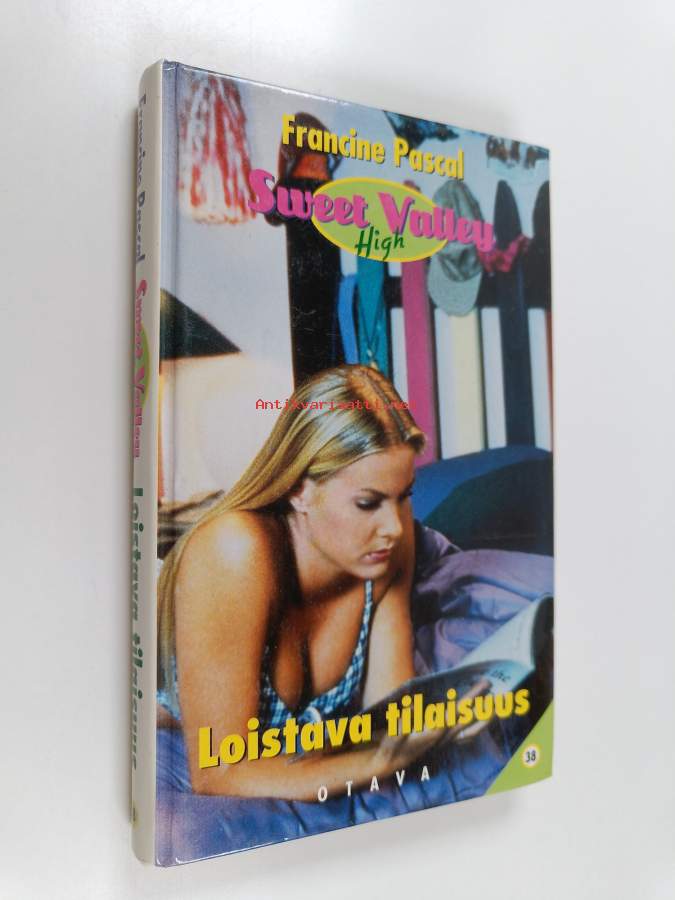 Francine Pascal
Sweet Valley
High
Antikvariaatti.net
Loistava tilaisuus
OTAVA
38
Francine Pascal Sweet Valley Loistava tilaisuus